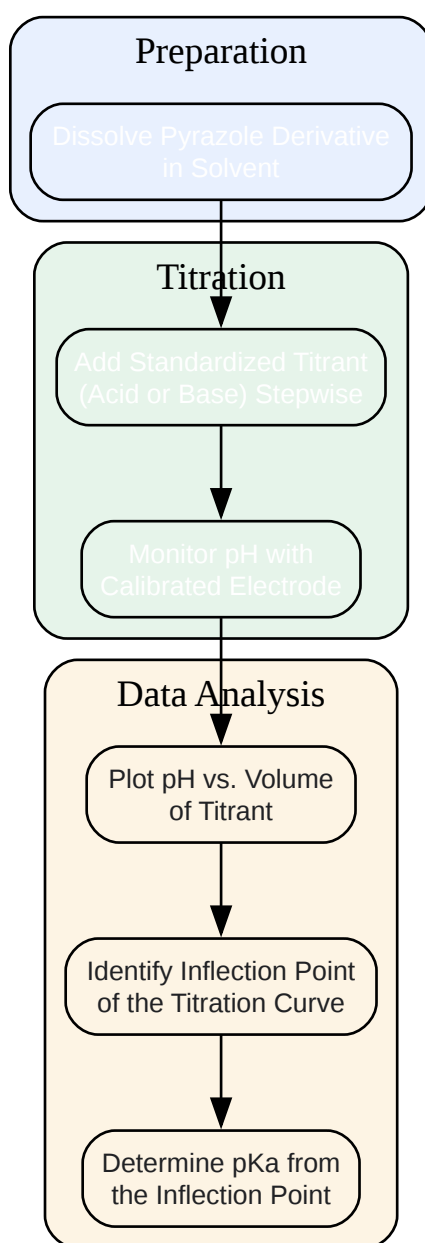 Preparation
Dissolve Pyrazole Derivative
in Solvent
Titration
Add Standardized Titrant
(Acid or Base) Stepwise
Monitor pH with
Calibrated Electrode
Data Analysis
Plot pH vs. Volume
of Titrant
Identify Inflection Point
of the Titration Curve
Determine pKa from
the Inflection Point